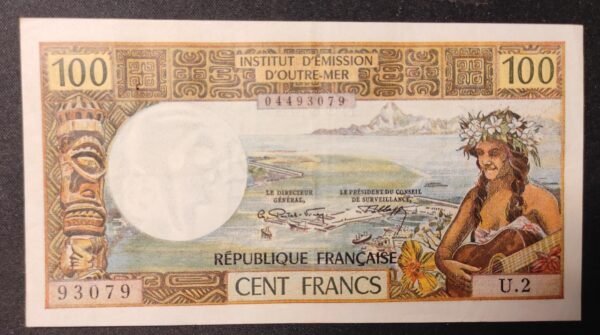 100 INSTITUT D'ÉMISSION 100
D'OUTRE-MER
04493079
LE DIRECTEUR LE PRÉSIDENT DU CONSEIL
GÉNÉRAL, DE SURVEILLANCE,
RÉPUBLIQUE FRANÇAISE
93079 CENT FRANCS U.2